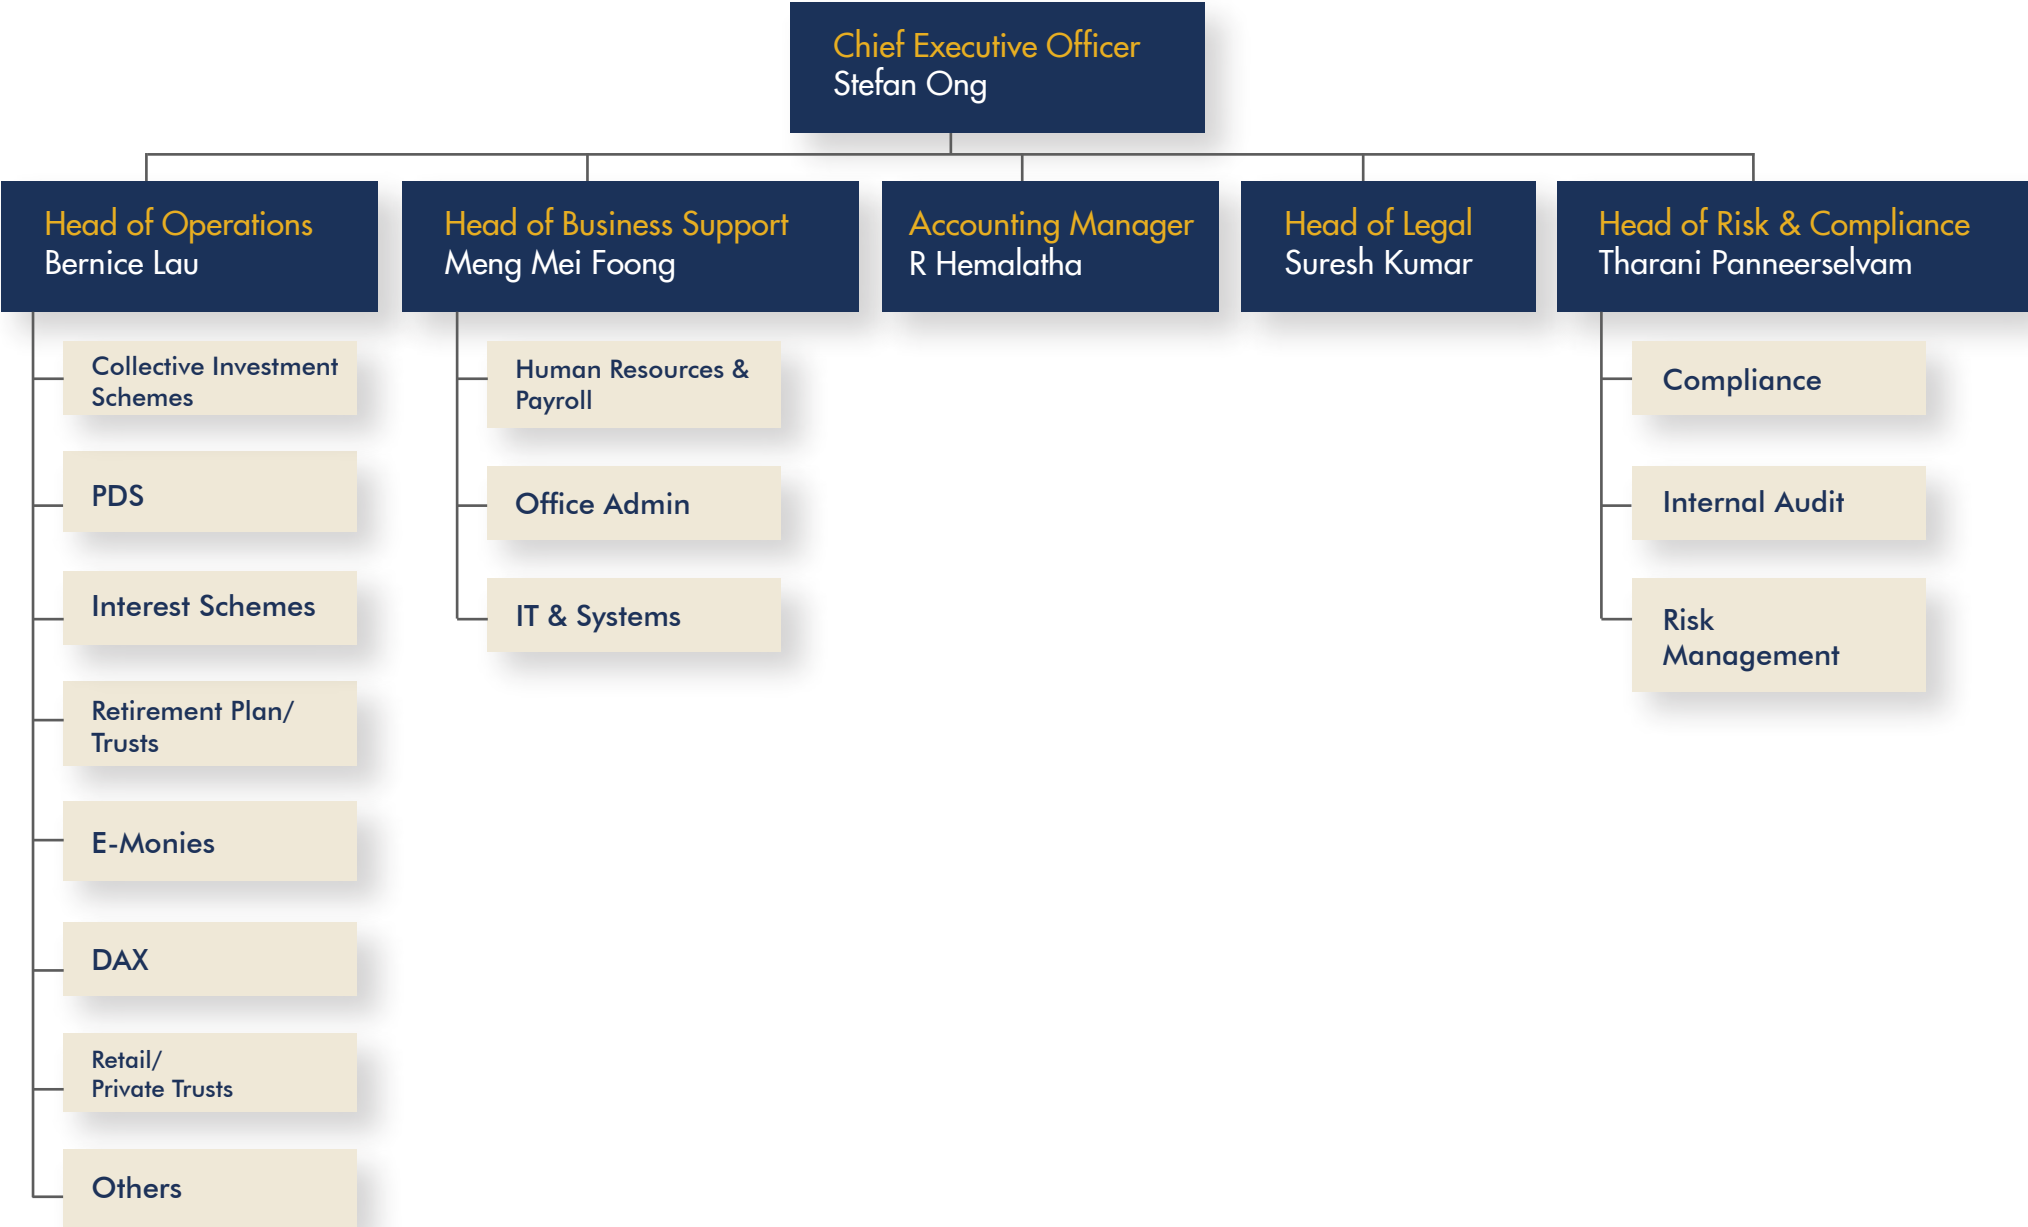 Chief Executive Officer
Stefan Ong
Head of Operations
Bernice Lau
Head of Business Support
Meng Mei Foong
Accounting Manager
R Hemalatha
Head of Legal
Suresh Kumar
Head of Risk & Compliance
Tharani Panneerselvam
Collective Investment
Schemes
PDS
Interest Schemes
Retirement Plan/
Trusts
E-Monies
DAX
Retail/
Private Trusts
Others
Human Resources &
Payroll
Office Admin
IT & Systems
Compliance
Internal Audit
Risk
Management